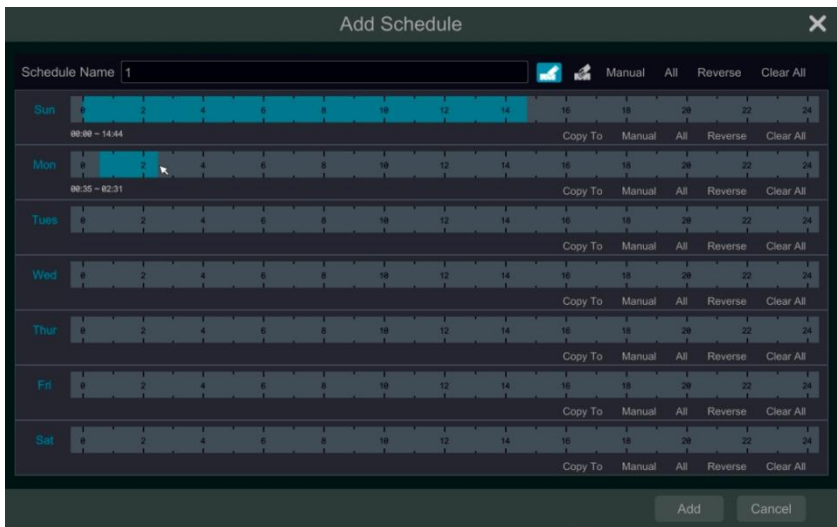 Add Schedule
Schedule Name 1 Manual All Reverse Clear All
Sun 0 2 4 6 8 10 12 14 16 18 20 22 24
00:00 ~ 14:44 Copy To Manual All Reverse Clear All
Mon 0 2 4 6 8 10 12 14 16 18 20 22 24
00:35 ~ 02:31 Copy To Manual All Reverse Clear All
Tues 0 2 4 6 8 10 12 14 16 18 20 22 24
Copy To Manual All Reverse Clear All
Wed 0 2 4 6 8 10 12 14 16 18 20 22 24
Copy To Manual All Reverse Clear All
Thur 0 2 4 6 8 10 12 14 16 18 20 22 24
Copy To Manual All Reverse Clear All
Fri 0 2 4 6 8 10 12 14 16 18 20 22 24
Copy To Manual All Reverse Clear All
Sat 0 2 4 6 8 10 12 14 16 18 20 22 24
Copy To Manual All Reverse Clear All
Add Cancel